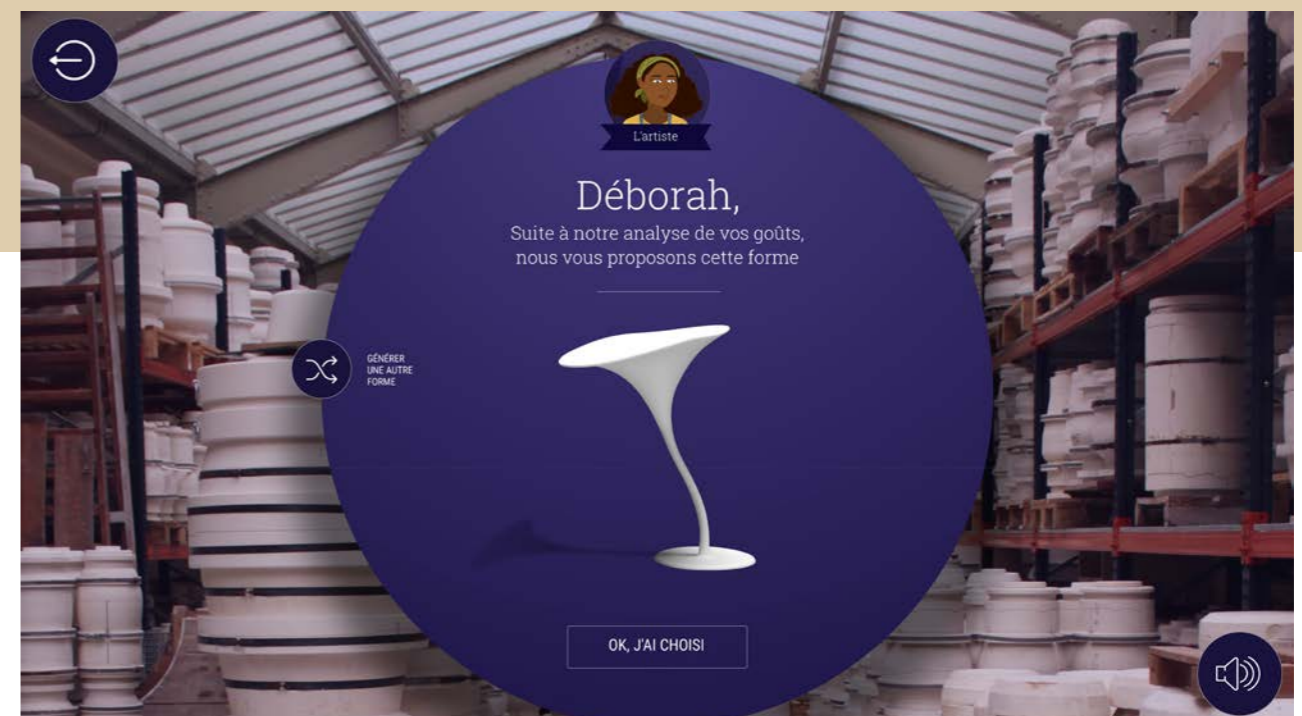 L'artiste
Déborah,
Suite à notre analyse de vos goûts,
nous vous proposons cette forme
GÉNÉRER
UNE AUTRE
FORME
OK, J'AI CHOISI